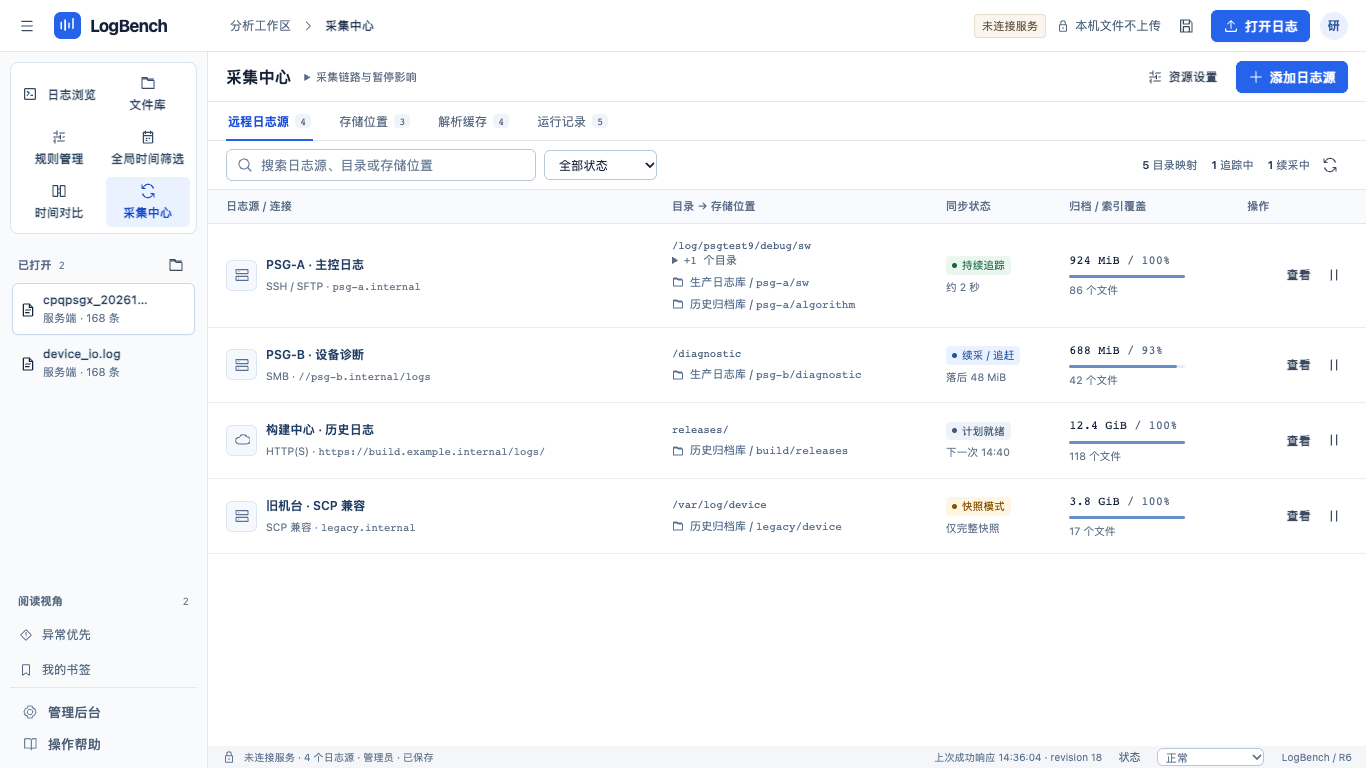 LogBench
分析工作区
采集中心
未连接服务
本机文件不上传
打开日志
研
日志浏览
文件库
规则管理
全局时间筛选
时间对比
采集中心
已打开 2
cpqpsgx_20261...
服务端 · 168 条
device_io.log
服务端 · 168 条
阅读视角 2
异常优先
我的书签
管理后台
操作帮助
采集中心
采集链路与暂停影响
资源设置
添加日志源
远程日志源 4
存储位置 3
解析缓存 4
运行记录 5
搜索日志源、目录或存储位置
全部状态
5 目录映射 1 追踪中 1 续采中
日志源 / 连接 目录 → 存储位置 同步状态 归档 / 索引覆盖 操作
PSG-A · 主控日志
SSH / SFTP · psg-a.internal
/log/psgtest9/debug/sw
+1 个目录
生产日志库 / psg-a/sw
历史归档库 / psg-a/algorithm
持续追踪
约 2 秒
924 MiB / 100%
86 个文件
查看
PSG-B · 设备诊断
SMB · //psg-b.internal/logs
/diagnostic
生产日志库 / psg-b/diagnostic
续采 / 追赶
落后 48 MiB
688 MiB / 93%
42 个文件
查看
构建中心 · 历史日志
HTTP(S) · https://build.example.internal/logs/
releases/
历史归档库 / build/releases
计划就绪
下一次 14:40
12.4 GiB / 100%
118 个文件
查看
旧机台 · SCP 兼容
SCP 兼容 · legacy.internal
/var/log/device
历史归档库 / legacy/device
快照模式
仅完整快照
3.8 GiB / 100%
17 个文件
查看
未连接服务 · 4 个日志源 · 管理员 · 已保存
上次成功响应 14:36:04 · revision 18
状态
正常
LogBench / R6